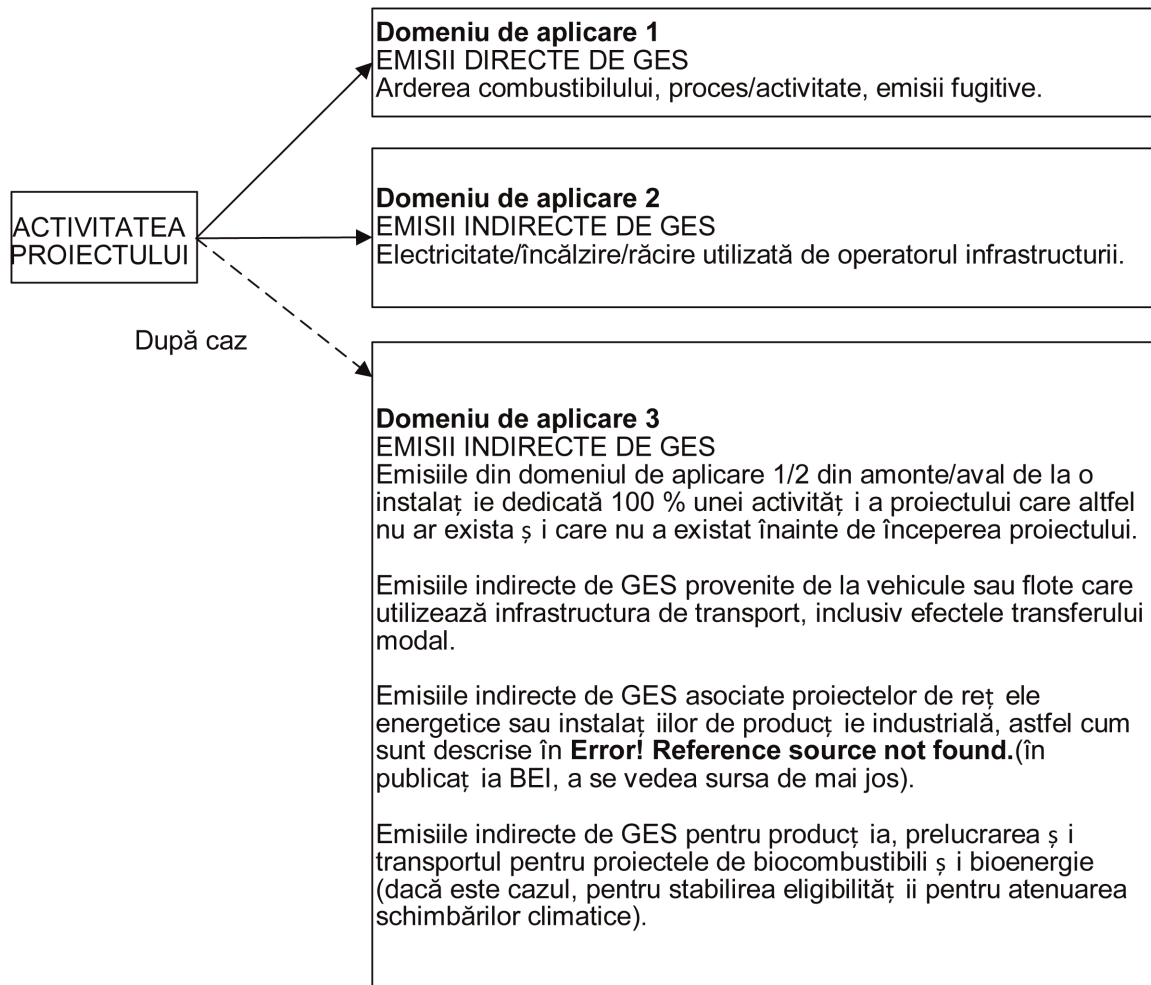 Domeniu de aplicare 1
EMISII DIRECTE DE GES
Arderea combustibilului, proces/activitate, emisii fugitive.
ACTIVITATEA
PROIECTULUI
Domeniu de aplicare 2
EMISII INDIRECTE DE GES
Electricitate/încălzire/răcire utilizată de operatorul infrastructurii.
După caz
Domeniu de aplicare 3
EMISII INDIRECTE DE GES
Emisiile din domeniul de aplicare 1/2 din amonte/aval de la o
instalaț ie dedicată 100 % unei activităț i a proiectului care altfel
nu ar exista ș i care nu a existat înainte de începerea proiectului.
Emisiile indirecte de GES provenite de la vehicule sau flote care
utilizează infrastructura de transport, inclusiv efectele transferului
modal.
Emisiile indirecte de GES asociate proiectelor de reț ele
energetice sau instalaț iilor de producț ie industrială, astfel cum
sunt descrise în Error! Reference source not found.(în
publicaț ia BEI, a se vedea sursa de mai jos).
Emisiile indirecte de GES pentru producț ia, prelucrarea ș i
transportul pentru proiectele de biocombustibili ș i bioenergie
(dacă este cazul, pentru stabilirea eligibilităț ii pentru atenuarea
schimbărilor climatice).